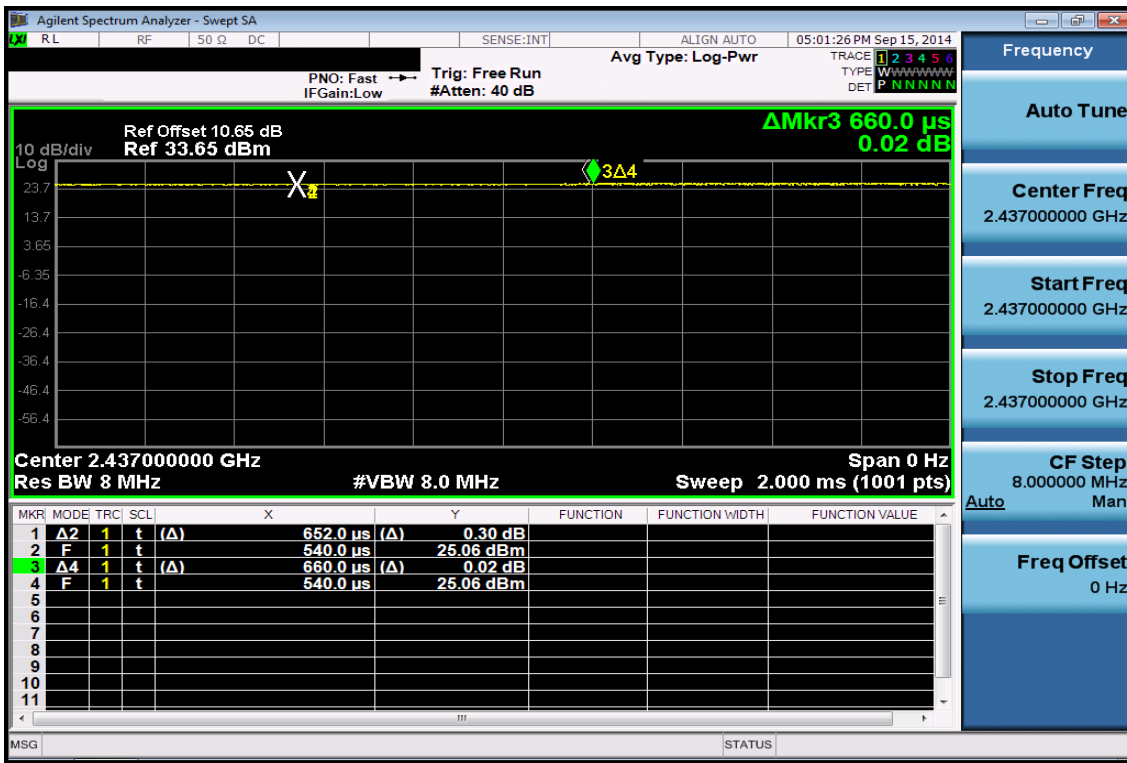 Agilent Spectrum Analyzer - Swept SA
LXI RL RF 50 Ω DC SENSE:INT ALIGN AUTO 05:01:26 PM Sep 15, 2014
Frequency
Avg Type: Log-Pwr TRACE 1 2 3 4 5 6
PNO: Fast Trig: Free Run TYPE WWWWWW
IFGain:Low #Atten: 40 dB DET P N N N N N
Auto Tune
ΔMkr3 660.0 µs
0.02 dB
Ref Offset 10.65 dB
10 dB/div Ref 33.65 dBm
Log
3Δ4
23.7
13.7
3.65
-6.35
-16.4
-26.4
-36.4
-46.4
-56.4
Center Freq
2.437000000 GHz
Start Freq
2.437000000 GHz
Stop Freq
2.437000000 GHz
Center 2.437000000 GHz Span 0 Hz
Res BW 8 MHz #VBW 8.0 MHz Sweep 2.000 ms (1001 pts)
CF Step
8.000000 MHz
Auto Man
MKR MODE TRC SCL X Y FUNCTION FUNCTION WIDTH FUNCTION VALUE
1 Δ2 1 t (Δ) 652.0 µs (Δ) 0.30 dB
2 F 1 t 540.0 µs 25.06 dBm
3 Δ4 1 t (Δ) 660.0 µs (Δ) 0.02 dB
4 F 1 t 540.0 µs 25.06 dBm
5
6
7
8
9
10
11
Freq Offset
0 Hz
MSG STATUS